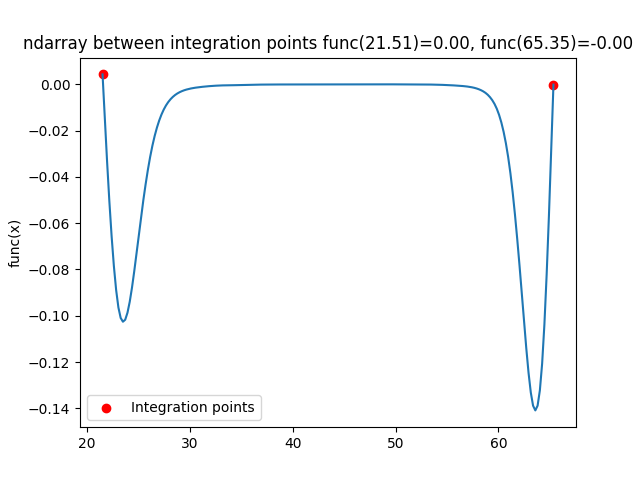 ndarray between integration points func(21.51)=0.00, func(65.35)=-0.00
0.00
−0.02
−0.04
−0.06
−0.08
−0.10
−0.12
−0.14
func(x)
Integration points
20 30 40 50 60